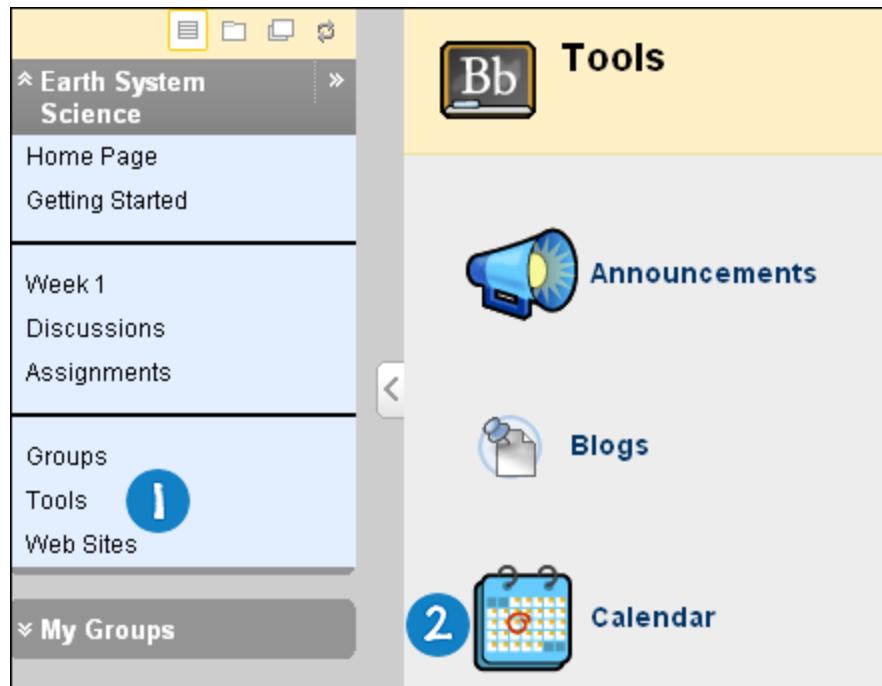 Earth System
Science
Home Page
Getting Started
Week 1
Discussions
Assignments
Groups
Tools
1
Web Sites
My Groups
Bb
Tools
Announcements
Blogs
2
Calendar